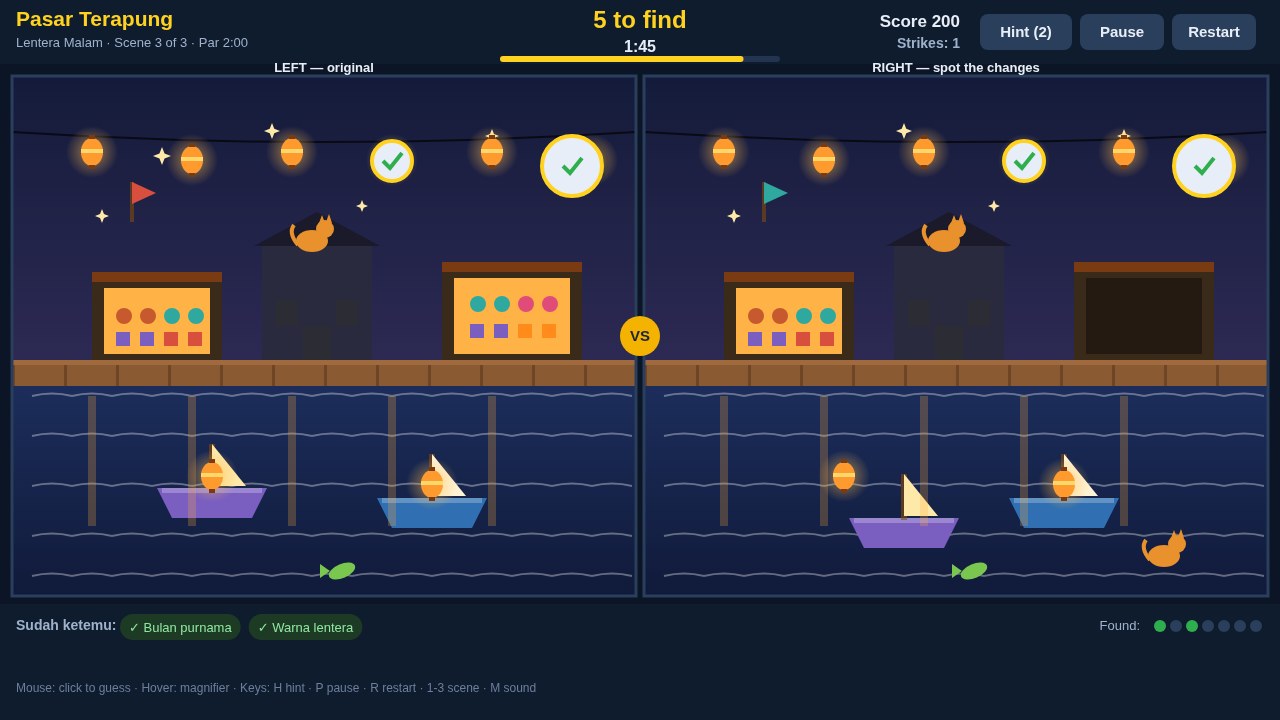 Pasar Terapung
Lentera Malam · Scene 3 of 3 · Par 2:00
5 to find
1:45
Score 200
Strikes: 1
Hint (2)
Pause
Restart
LEFT — original
RIGHT — spot the changes
VS
Sudah ketemu:
✓ Bulan purnama
✓ Warna lentera
Found:
Mouse: click to guess · Hover: magnifier · Keys: H hint · P pause · R restart · 1-3 scene · M sound